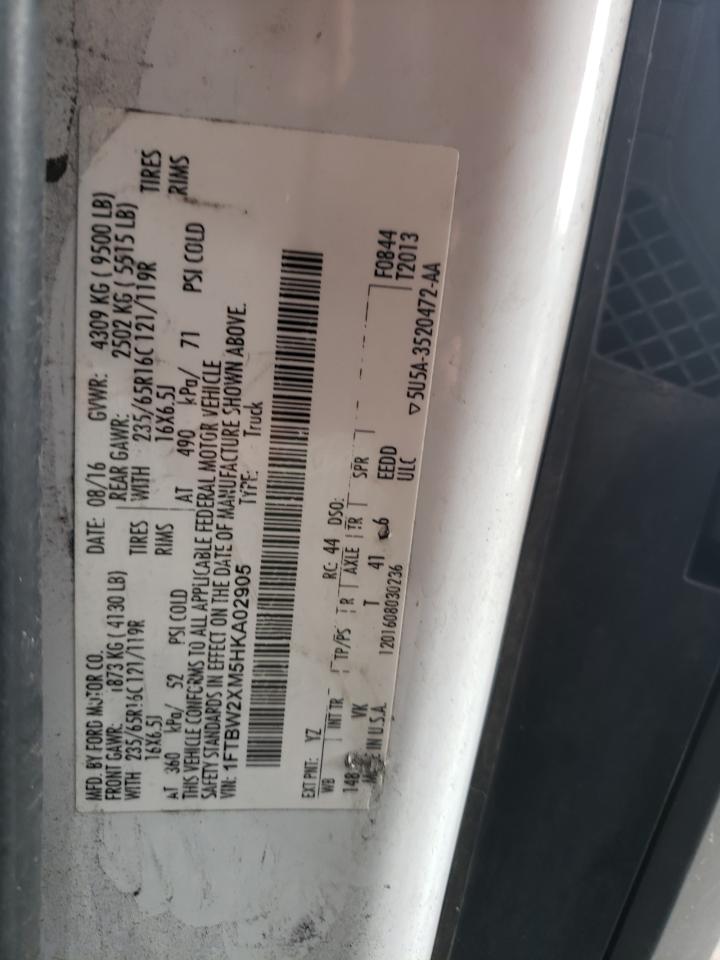 MFD. BY FORD MOTOR CO. DATE: 08/16 GVWR: 4309 KG ( 9500 LB)
FRONT GAWR: 1873 KG ( 4130 LB) REAR GAWR: 2502 KG ( 5515 LB)
WITH 235/65R16C 121/119R TIRES WITH 235/65R16C 121/119R TIRES
16X6.5J RIMS 16X6.5J RIMS
AT 360 kPa/ 52 PSI COLD AT 490 kPa/ 71 PSI COLD
THIS VEHICLE CONFORMS TO ALL APPLICABLE FEDERAL MOTOR VEHICLE
SAFETY STANDARDS IN EFFECT ON THE DATE OF MANUFACTURE SHOWN ABOVE.
VIN: 1FTBW2XM5HKA02905 TYPE: Truck
EXT PNT: YZ RC: 44 DSO: F0844
WB INT TR TP/PS R AXLE TR SPR T2013
148 VK T 41 6 EEDD
IN U.S.A. 1201608030236 ULC ▽ 5U5A-3520472-AA